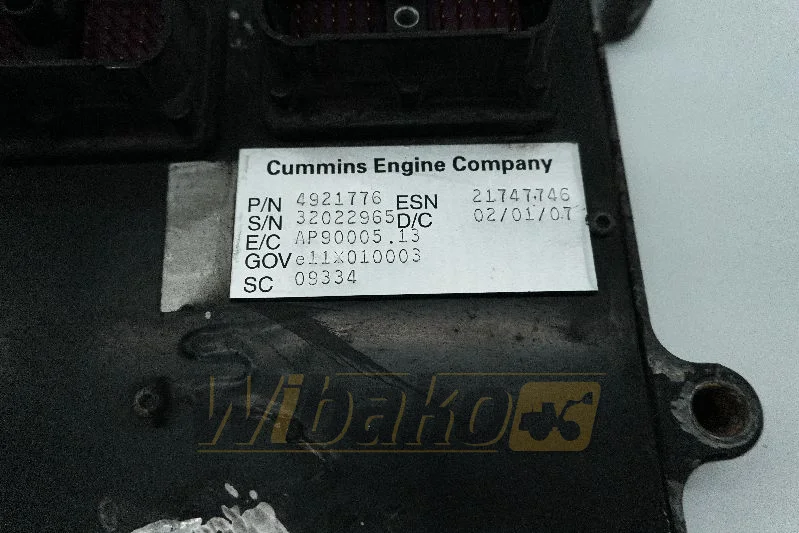 Cummins Engine Company
P/N 4921776 ESN 21747746
S/N 32022965 D/C 02/01/07
E/C AP90005.13
GOV e11X010003
SC 09334
Wibako